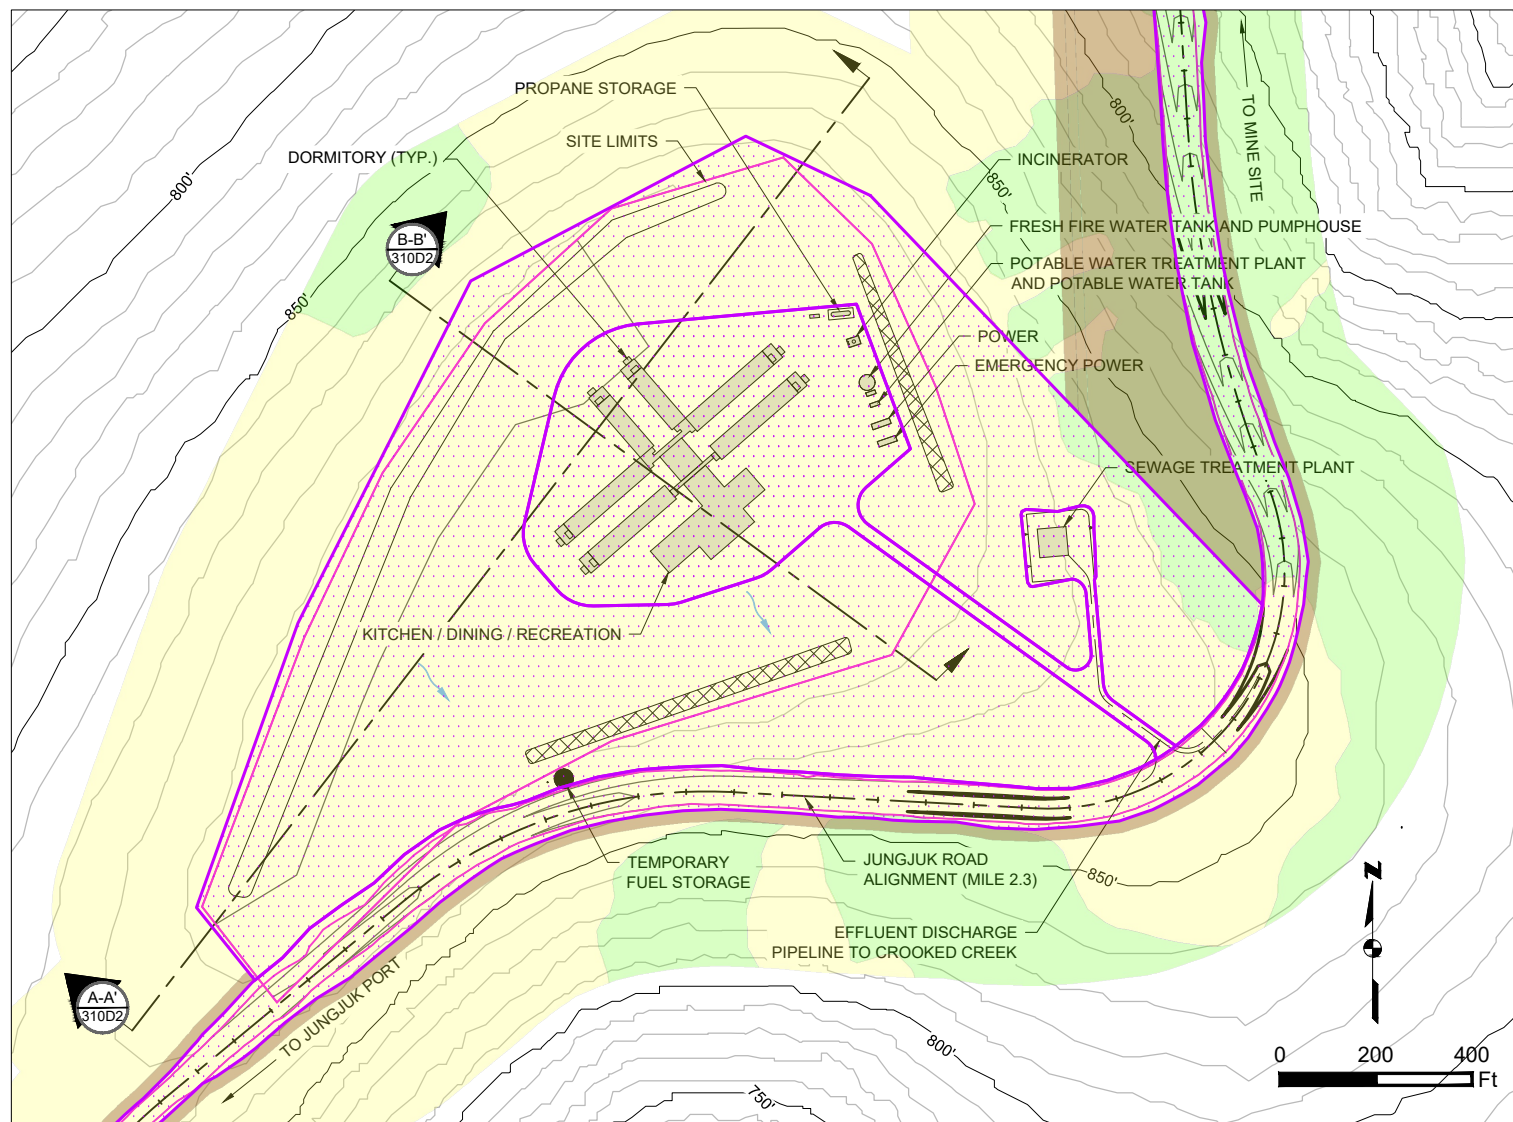 PROPANE STORAGE
SITE LIMITS
DORMITORY (TYP.)
800'
850'
B-B'
310D2
800'
850'
TO MINE SITE
INCINERATOR
FRESH FIRE WATER TANK AND PUMPHOUSE
POTABLE WATER TREATMENT PLANT
AND POTABLE WATER TANK
POWER
EMERGENCY POWER
SEWAGE TREATMENT PLANT
KITCHEN / DINING / RECREATION
TEMPORARY
FUEL STORAGE
JUNGJUK ROAD
ALIGNMENT (MILE 2.3)
850'
EFFLUENT DISCHARGE
PIPELINE TO CROOKED CREEK
A-A'
310D2
TO JUNGJUK PORT
800'
750'
N
0 200 400
Ft